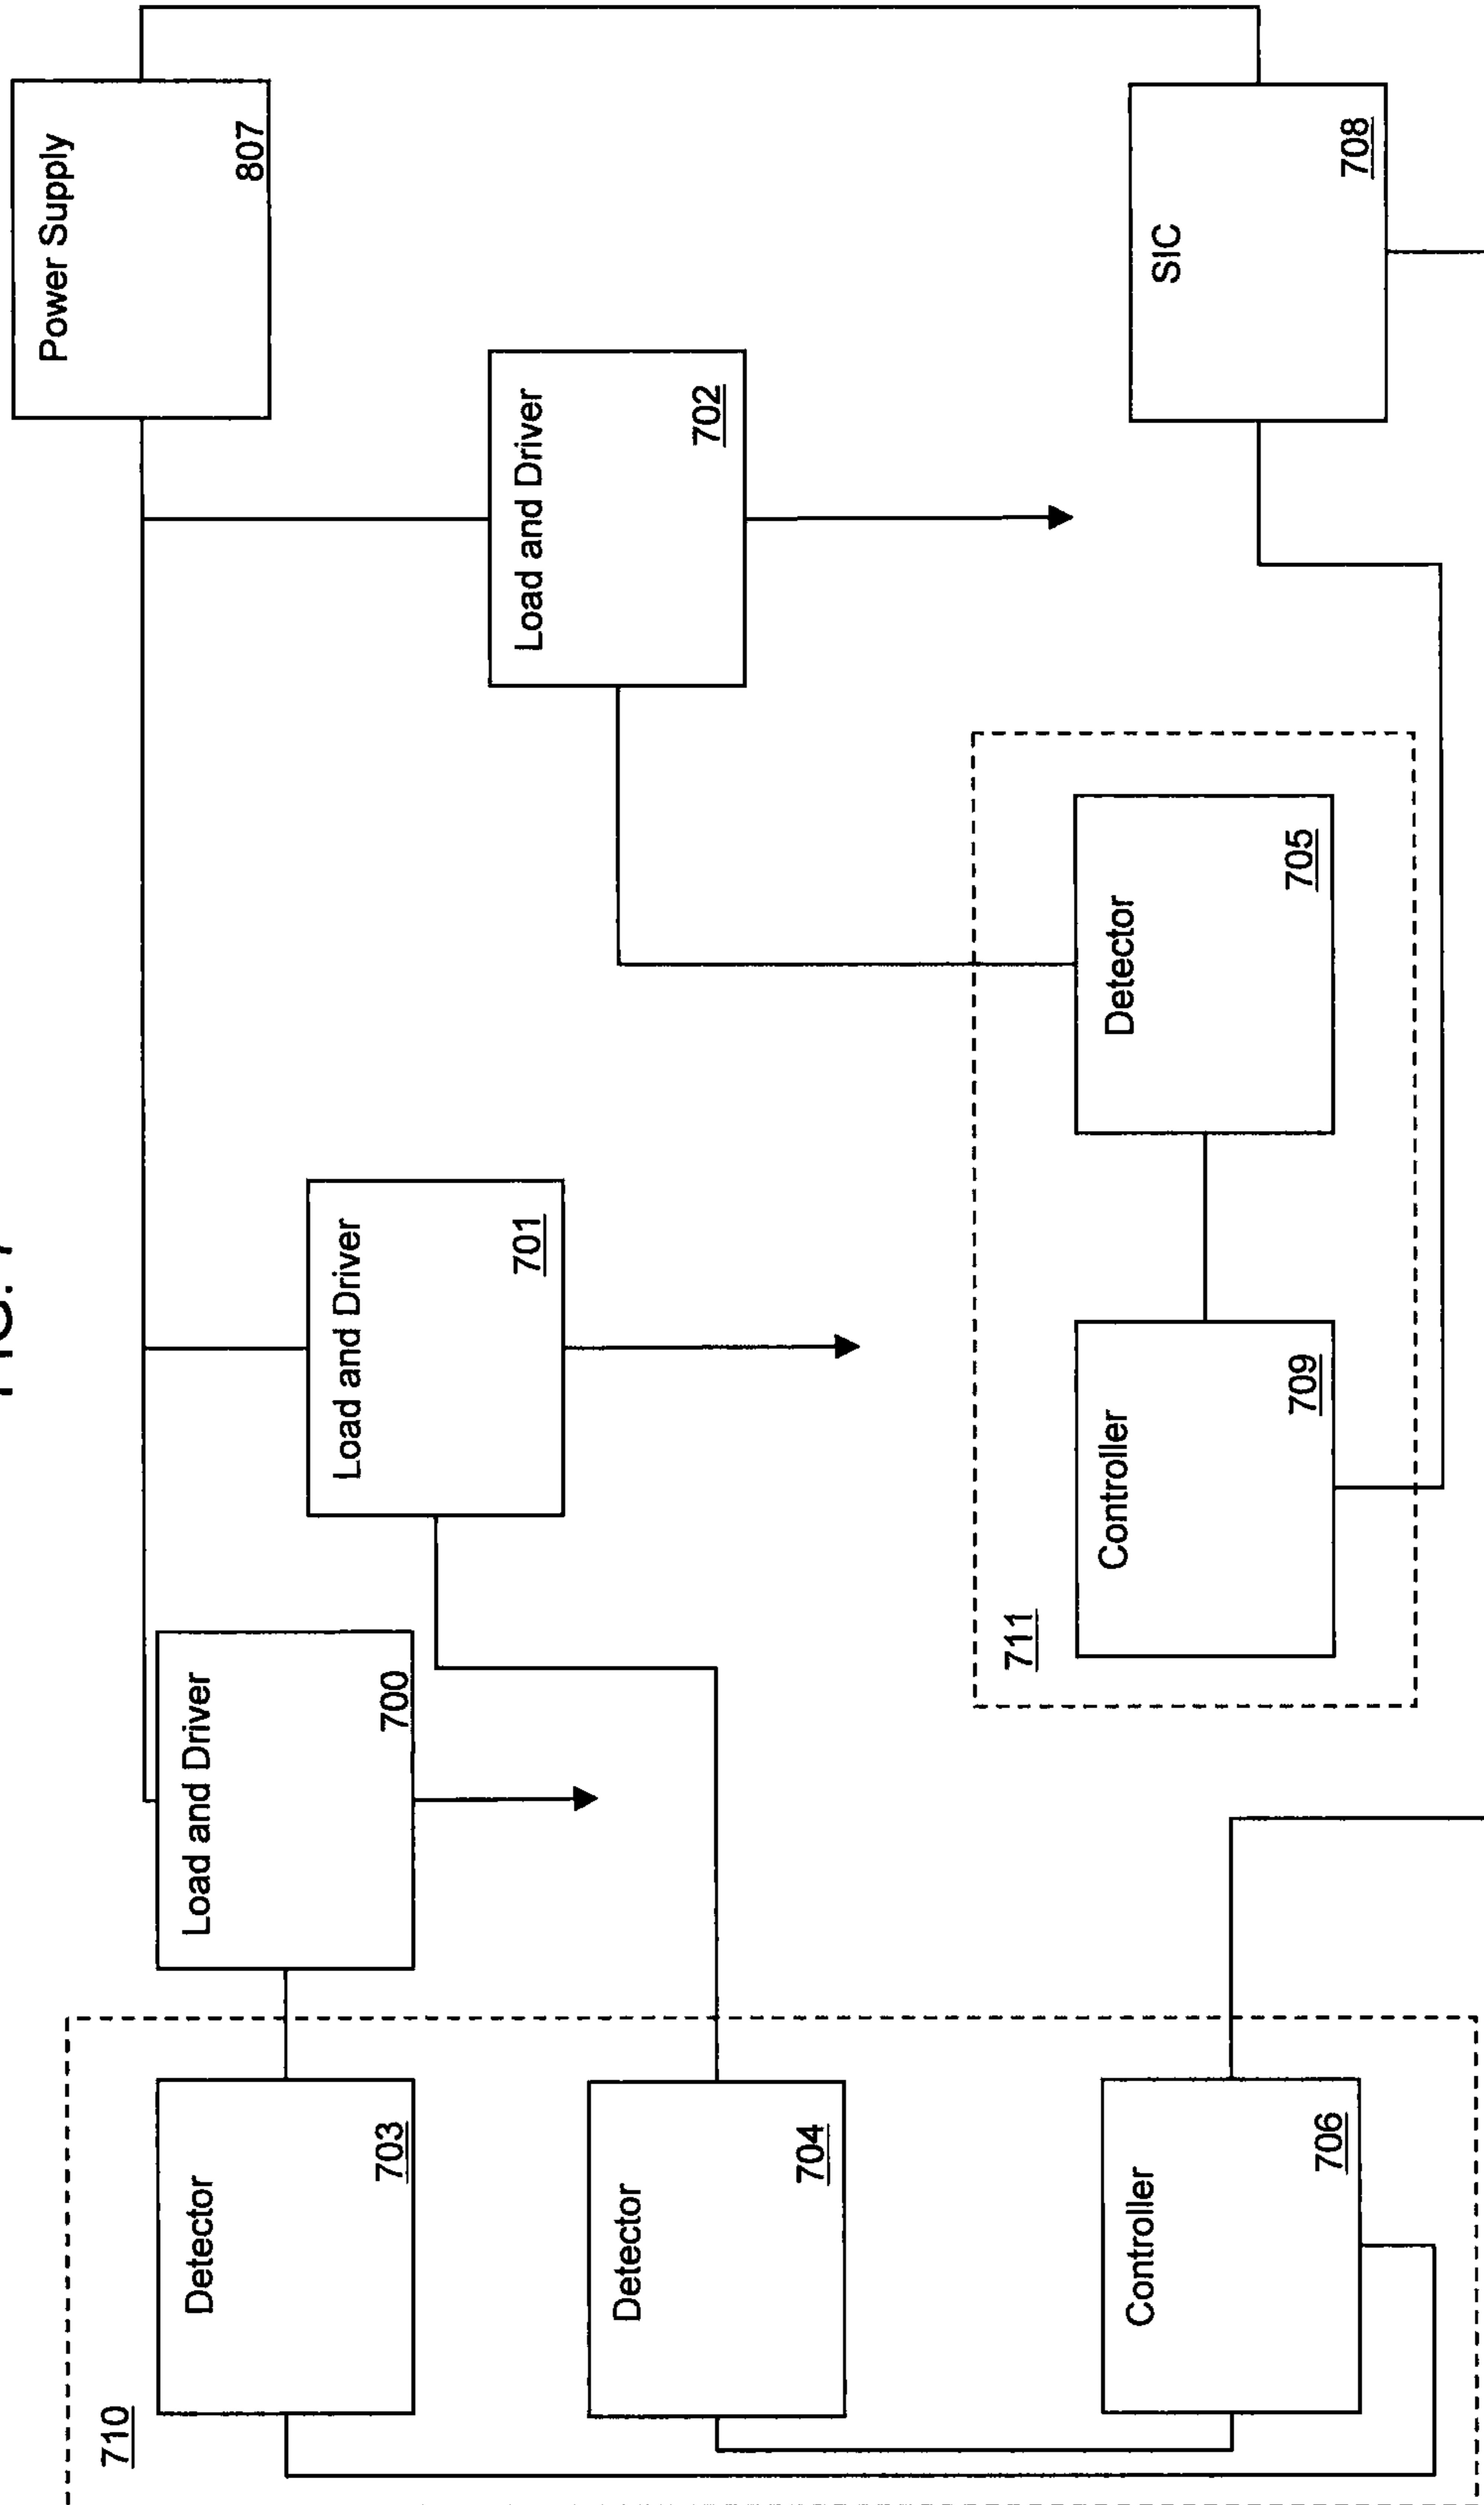 Power Supply
807
710
Detector
703
Load and Driver
700
Load and Driver
701
Load and Driver
702
Detector
704
711
Controller
709
Detector
705
Controller
706
SIC
708